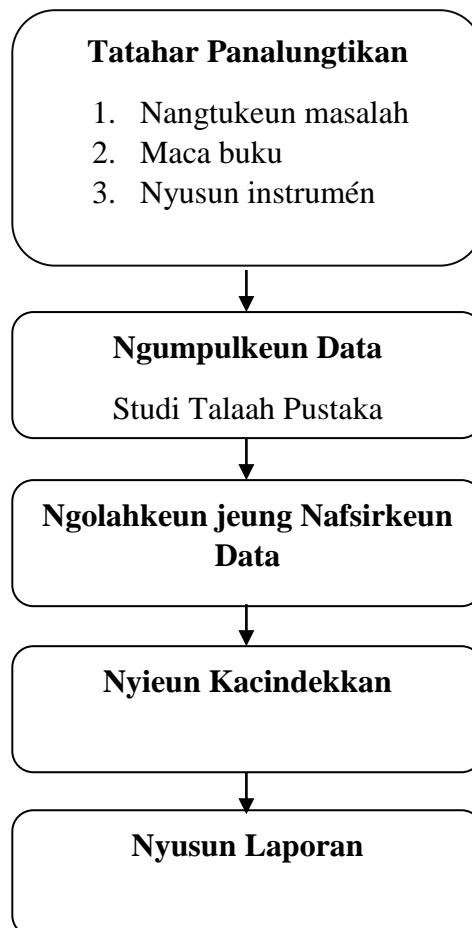 Tatahar Panalungtikan
1. Nangtukeun masalah
2. Maca buku
3. Nyusun instrumén
Ngumpulkeun Data
Studi Talaah Pustaka
Ngolahkeun jeung Nafsirkeun
Data
Nyieun Kacindekkan
Nyusun Laporan